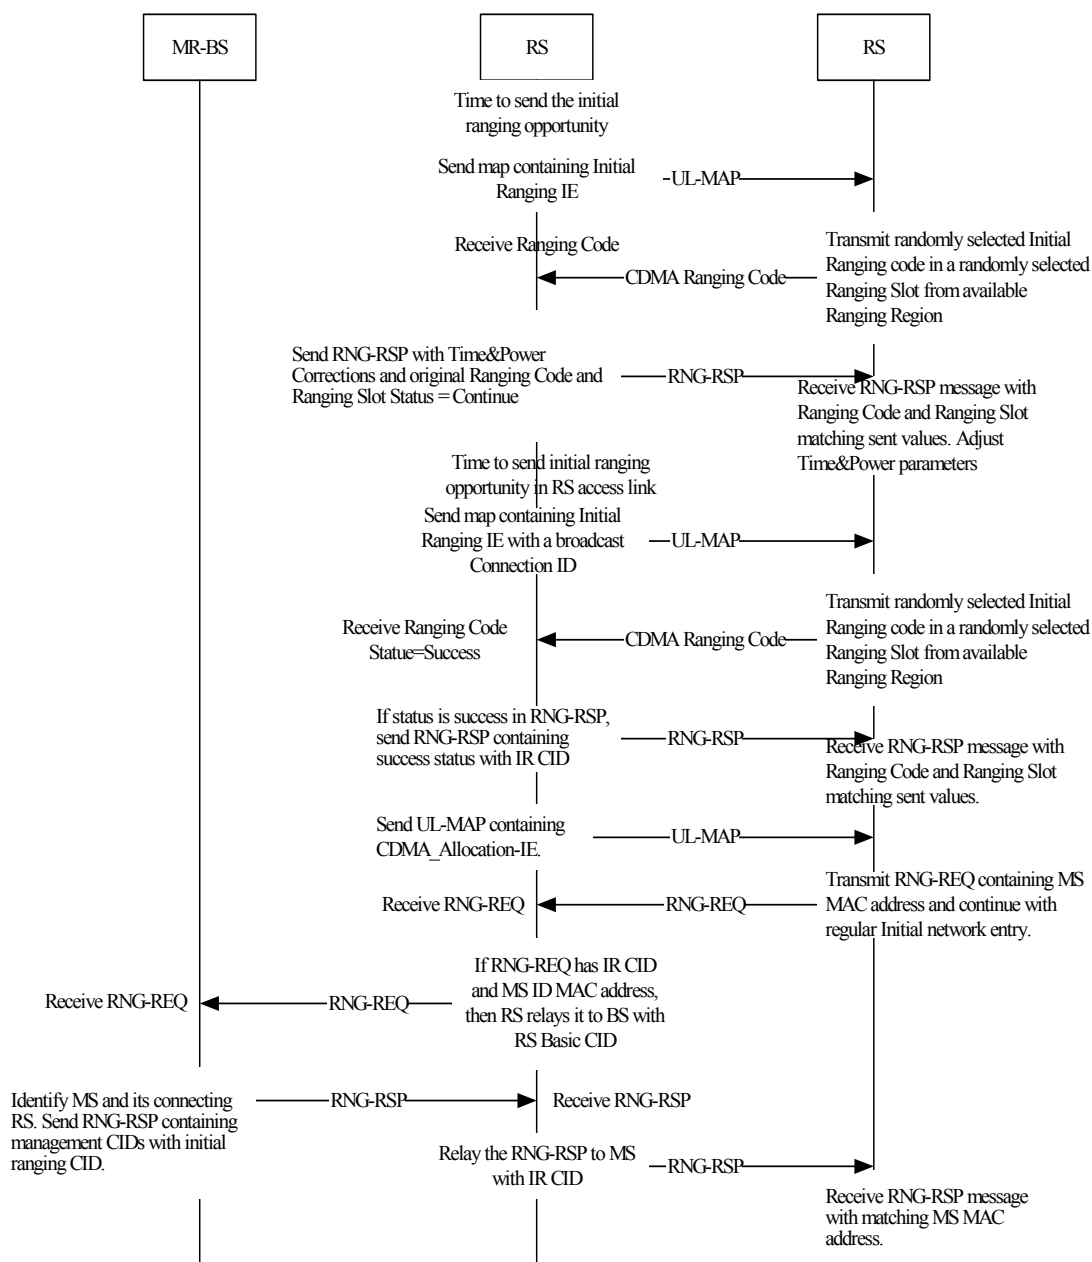 MR-BS
RS
RS
Time to send the initial
ranging opportunity
Send map containing Initial
Ranging IE
UL-MAP
Receive Ranging Code
CDMA Ranging Code
Transmit randomly selected Initial
Ranging code in a randomly selected
Ranging Slot from available
Ranging Region
Send RNG-RSP with Time&Power
Corrections and original Ranging Code and
Ranging Slot Status = Continue
RNG-RSP
Receive RNG-RSP message with
Ranging Code and Ranging Slot
matching sent values. Adjust
Time&Power parameters
Time to send initial ranging
opportunity in RS access link
Send map containing Initial
Ranging IE with a broadcast
Connection ID
UL-MAP
Receive Ranging Code
Statue=Success
CDMA Ranging Code
Transmit randomly selected Initial
Ranging code in a randomly selected
Ranging Slot from available
Ranging Region
If status is success in RNG-RSP,
send RNG-RSP containing
success status with IR CID
RNG-RSP
Receive RNG-RSP message with
Ranging Code and Ranging Slot
matching sent values.
Send UL-MAP containing
CDMA_Allocation-IE.
UL-MAP
Receive RNG-REQ
RNG-REQ
Transmit RNG-REQ containing MS
MAC address and continue with
regular Initial network entry.
If RNG-REQ has IR CID
and MS ID MAC address,
then RS relays it to BS with
RS Basic CID
Receive RNG-REQ
RNG-REQ
Identify MS and its connecting
RS. Send RNG-RSP containing
management CIDs with initial
ranging CID.
RNG-RSP
Receive RNG-RSP
Relay the RNG-RSP to MS
with IR CID
RNG-RSP
Receive RNG-RSP message
with matching MS MAC
address.